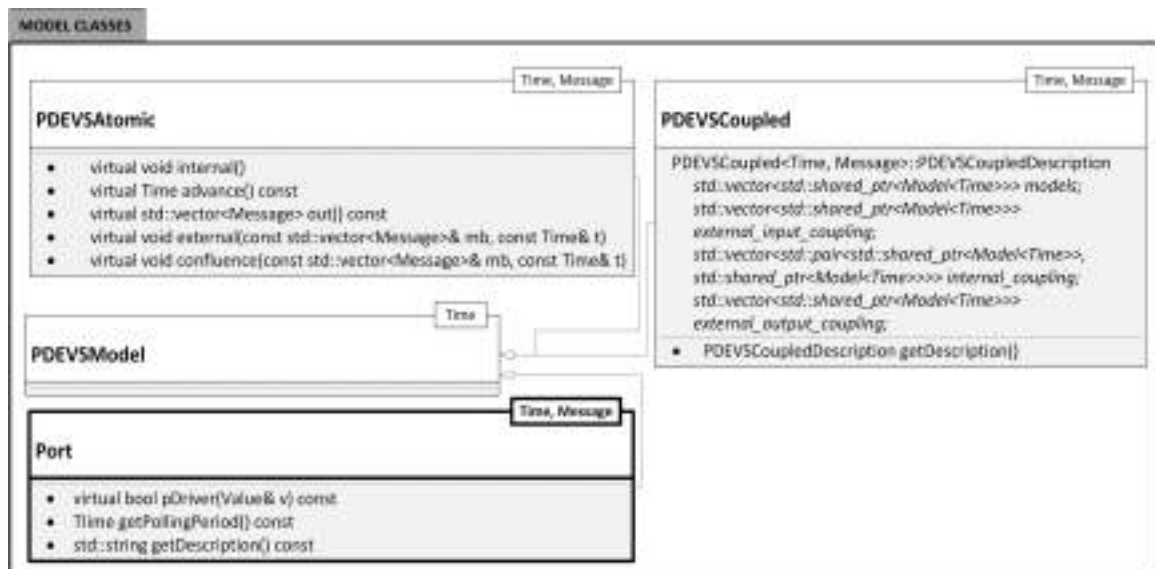 MODEL CLASSES
Time, Message
PDEVSAtomic
• virtual void internal()
• virtual Time advance() const
• virtual std::vector<Message> out() const
• virtual void external(const std::vector<Message>& mb, const Time& t)
• virtual void confluence(const std::vector<Message>& mb, const Time& t)
Time, Message
PDEVSCoupled
PDEVSCoupled<Time, Message>::PDEVSCoupledDescription
std::vector<std::shared_ptr<Model<Time>>> models;
std::vector<std::shared_ptr<Model<Time>>>
external_input_coupling;
std::vector<std::pair<std::shared_ptr<Model<Time>>,
std::shared_ptr<Model<Time>>>> internal_coupling;
std::vector<std::shared_ptr<Model<Time>>>
external_output_coupling;
• PDEVSCoupledDescription getDescription()
Time
PDEVSModel
Time, Message
Port
• virtual bool pDriver(Value& v) const
• TIime getPollingPeriod() const
• std::string getDescription() const